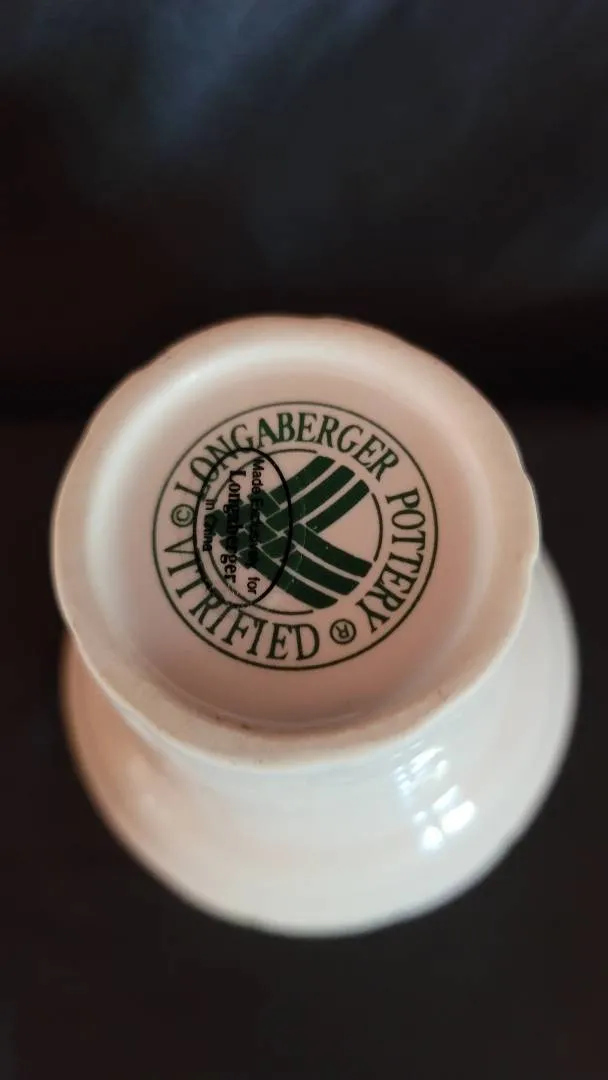 © LONGABERGER POTTERY ®
VITRIFIED
Made Exclusively for
Longaberger
in China